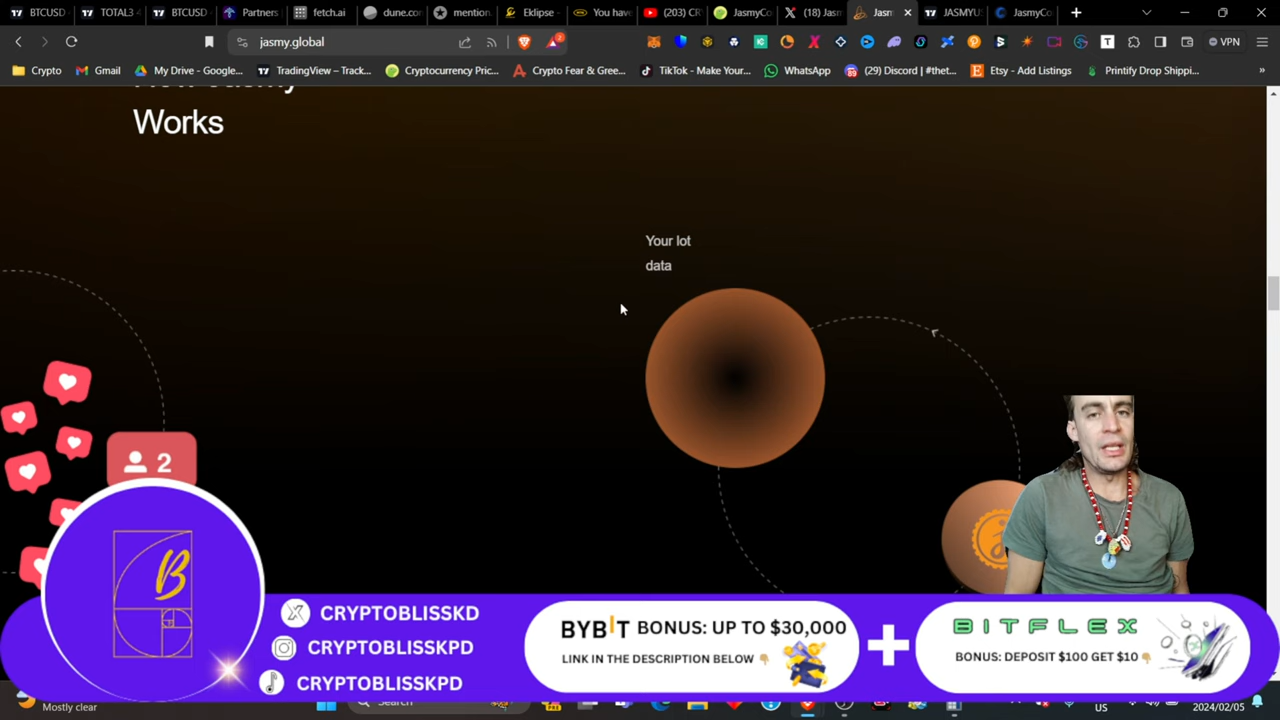 BTCUSD
TOTAL3 4
BTCUSD
Partners
fetch.ai
dune.co
mention.
Eklipse -
You have
(203) CR
JasmyCo
Jasm
Jasm
JASMYUS
JasmyCo
jasmy.global
2
VPN
Crypto
Gmail
My Drive - Google...
TradingView – Track...
Cryptocurrency Pric...
Crypto Fear & Gree...
TikTok - Make Your...
WhatsApp
(29) Discord | #thet...
Etsy - Add Listings
Printify Drop Shippi...
How Jasmy
Works
Your lot
data
2
B
CRYPTOBLISSKD
CRYPTOBLISSKPD
CRYPTOBLISSKPD
BYBIT BONUS: UP TO $30,000
LINK IN THE DESCRIPTION BELOW
BITFLEX
BONUS: DEPOSIT $100 GET $10
Mostly clear
Search
US
2024/02/05